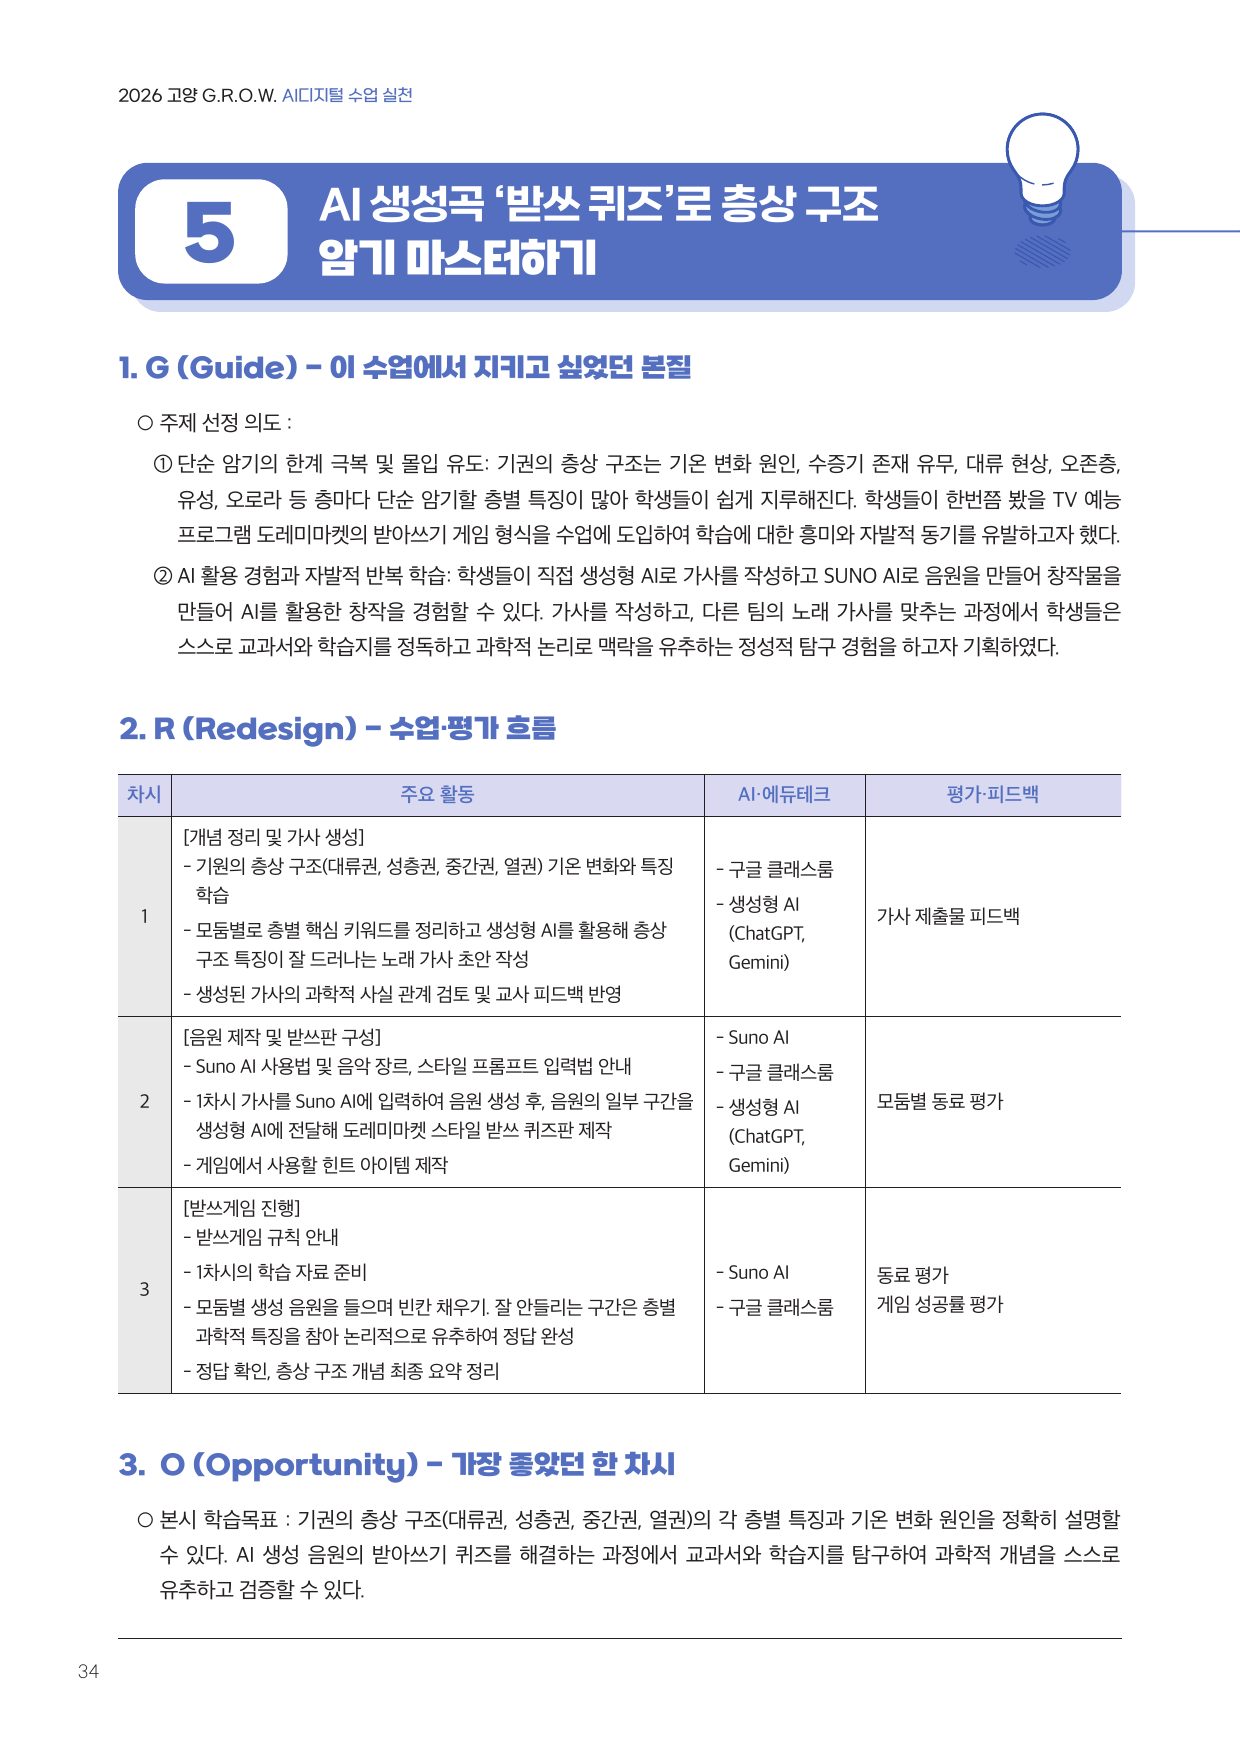 2026 고양 G.R.O.W. AI디지털 수업 실천
5
AI 생성곡 ‘받쓰 퀴즈’로 층상 구조
암기 마스터하기
1. G (Guide) – 이 수업에서 지키고 싶었던 본질
○ 주제 선정 의도 :
① 단순 암기의 한계 극복 및 몰입 유도: 기권의 층상 구조는 기온 변화 원인, 수증기 존재 유무, 대류 현상, 오존층,
유성, 오로라 등 층마다 단순 암기할 층별 특징이 많아 학생들이 쉽게 지루해진다. 학생들이 한번쯤 봤을 TV 예능
프로그램 도레미마켓의 받아쓰기 게임 형식을 수업에 도입하여 학습에 대한 흥미와 자발적 동기를 유발하고자 했다.
② AI 활용 경험과 자발적 반복 학습: 학생들이 직접 생성형 AI로 가사를 작성하고 SUNO AI로 음원을 만들어 창작물을
만들어 AI를 활용한 창작을 경험할 수 있다. 가사를 작성하고, 다른 팀의 노래 가사를 맞추는 과정에서 학생들은
스스로 교과서와 학습지를 정독하고 과학적 논리로 맥락을 유추하는 정성적 탐구 경험을 하고자 기획하였다.
2. R (Redesign) – 수업·평가 흐름
차시 주요 활동 AI·에듀테크 평가·피드백
1
[개념 정리 및 가사 생성]
- 기원의 층상 구조(대류권, 성층권, 중간권, 열권) 기온 변화와 특징
학습
- 모둠별로 층별 핵심 키워드를 정리하고 생성형 AI를 활용해 층상
구조 특징이 잘 드러나는 노래 가사 초안 작성
- 생성된 가사의 과학적 사실 관계 검토 및 교사 피드백 반영
- 구글 클래스룸
- 생성형 AI
(ChatGPT,
Gemini)
가사 제출물 피드백
2
[음원 제작 및 받쓰판 구성]
- Suno AI 사용법 및 음악 장르, 스타일 프롬프트 입력법 안내
- 1차시 가사를 Suno AI에 입력하여 음원 생성 후, 음원의 일부 구간을
생성형 AI에 전달해 도레미마켓 스타일 받쓰 퀴즈판 제작
- 게임에서 사용할 힌트 아이템 제작
- Suno AI
- 구글 클래스룸
- 생성형 AI
(ChatGPT,
Gemini)
모둠별 동료 평가
3
[받쓰게임 진행]
- 받쓰게임 규칙 안내
- 1차시의 학습 자료 준비
- 모둠별 생성 음원을 들으며 빈칸 채우기. 잘 안들리는 구간은 층별
과학적 특징을 참아 논리적으로 유추하여 정답 완성
- 정답 확인, 층상 구조 개념 최종 요약 정리
- Suno AI
- 구글 클래스룸
동료 평가
게임 성공률 평가
3. O (Opportunity) – 가장 좋았던 한 차시
○ 본시 학습목표 : 기권의 층상 구조(대류권, 성층권, 중간권, 열권)의 각 층별 특징과 기온 변화 원인을 정확히 설명할
수 있다. AI 생성 음원의 받아쓰기 퀴즈를 해결하는 과정에서 교과서와 학습지를 탐구하여 과학적 개념을 스스로
유추하고 검증할 수 있다.
34